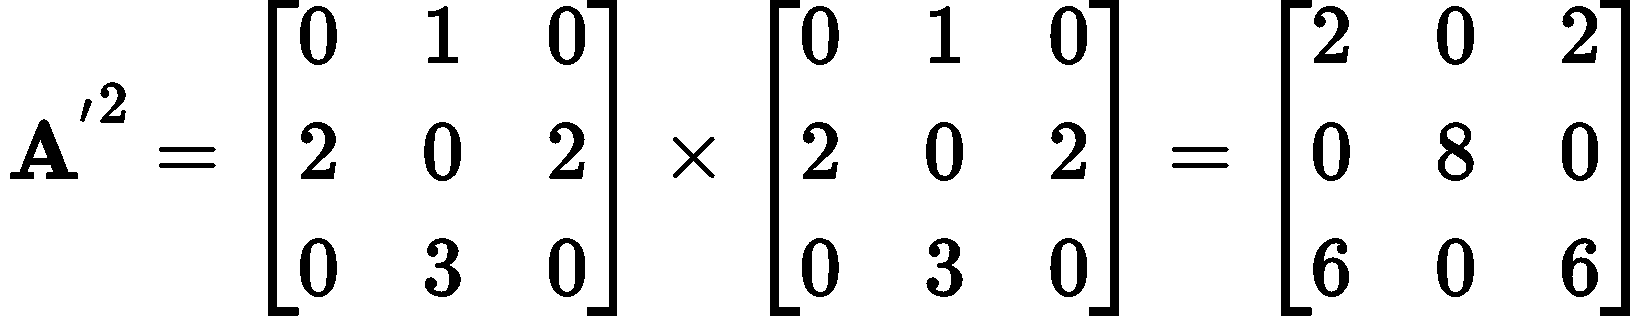 𝐀′² = [0 1 0; 2 0 2; 0 3 0] × [0 1 0; 2 0 2; 0 3 0] = [2 0 2; 0 8 0; 6 0 6]